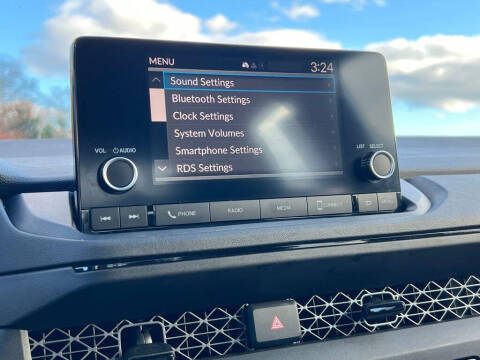 MENU 3:24
Sound Settings
Bluetooth Settings
Clock Settings
System Volumes
Smartphone Settings
RDS Settings
VOL AUDIO
LIST SELECT
PHONE RADIO MEDIA CONNECT